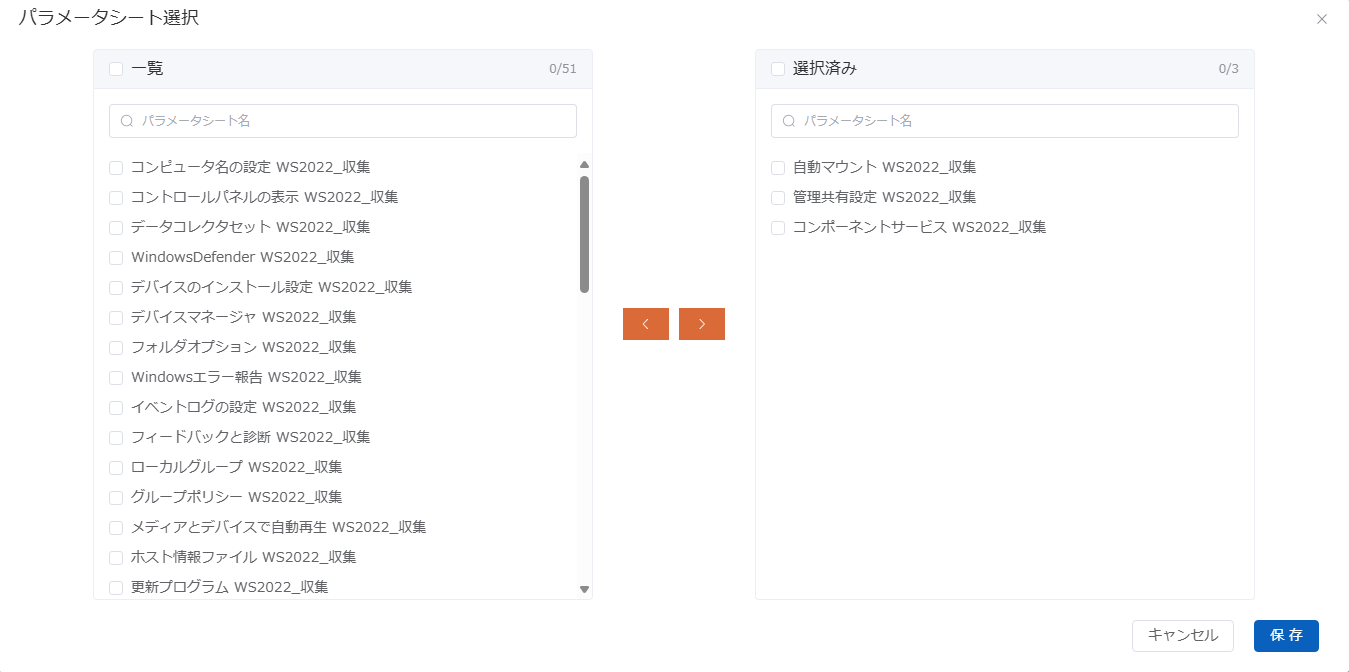 パラメータシート選択
一覧 0/51
パラメータシート名
コンピュータ名の設定 WS2022_収集
コントロールパネルの表示 WS2022_収集
データコレクタセット WS2022_収集
WindowsDefender WS2022_収集
デバイスのインストール設定 WS2022_収集
デバイスマネージャ WS2022_収集
フォルダオプション WS2022_収集
Windowsエラー報告 WS2022_収集
イベントログの設定 WS2022_収集
フィードバックと診断 WS2022_収集
ローカルグループ WS2022_収集
グループポリシー WS2022_収集
メディアとデバイスで自動再生 WS2022_収集
ホスト情報ファイル WS2022_収集
更新プログラム WS2022_収集
選択済み 0/3
パラメータシート名
自動マウント WS2022_収集
管理共有設定 WS2022_収集
コンポーネントサービス WS2022_収集
キャンセル
保存